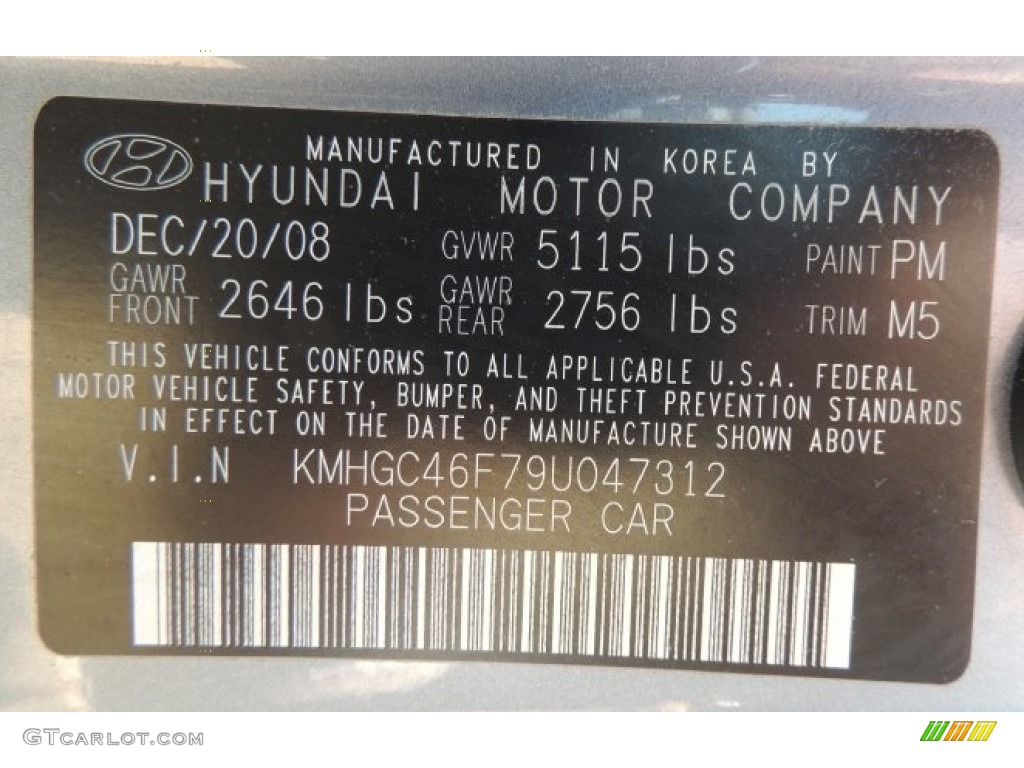 MANUFACTURED IN KOREA BY
HYUNDAI MOTOR COMPANY
DEC/20/08 GVWR 5115 lbs PAINT PM
GAWR FRONT 2646 lbs GAWR REAR 2756 lbs TRIM M5
THIS VEHICLE CONFORMS TO ALL APPLICABLE U.S.A. FEDERAL
MOTOR VEHICLE SAFETY, BUMPER, AND THEFT PREVENTION STANDARDS
IN EFFECT ON THE DATE OF MANUFACTURE SHOWN ABOVE
V.I.N KMHGC46F79U047312
PASSENGER CAR
GTCARLOT.COM